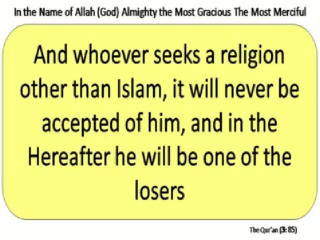 In the Name of Allah (God) Almighty the Most Gracious The Most Merciful
And whoever seeks a religion
other than Islam, it will never be
accepted of him, and in the
Hereafter he will be one of the
losers
The Qur'an (3: 85)